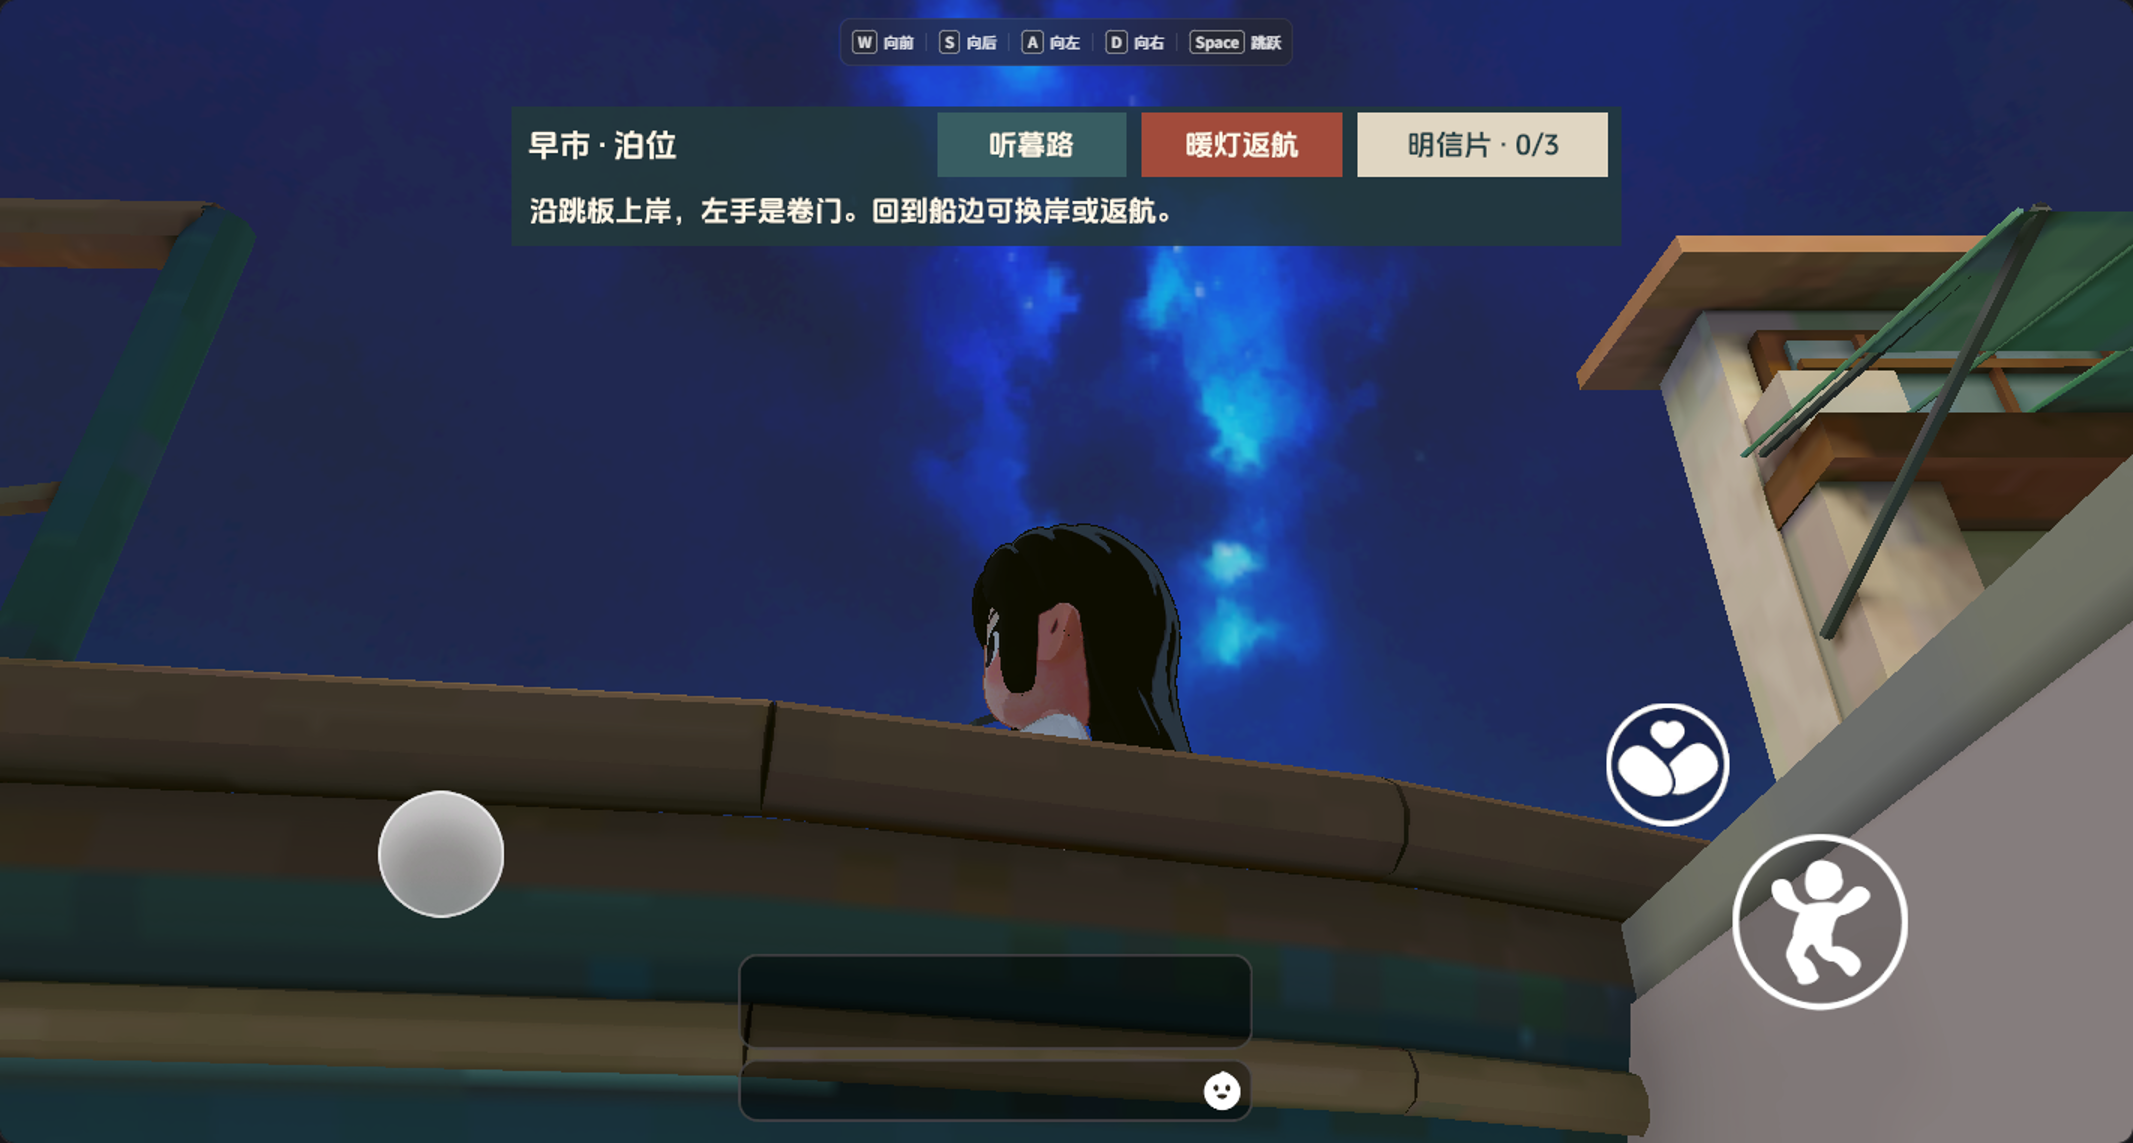 W 向前 S 向后 A 向左 D 向右 Space 跳跃
早市·泊位 听暮路 暖灯返航 明信片·0/3
沿跳板上岸，左手是卷门。回到船边可换岸或返航。